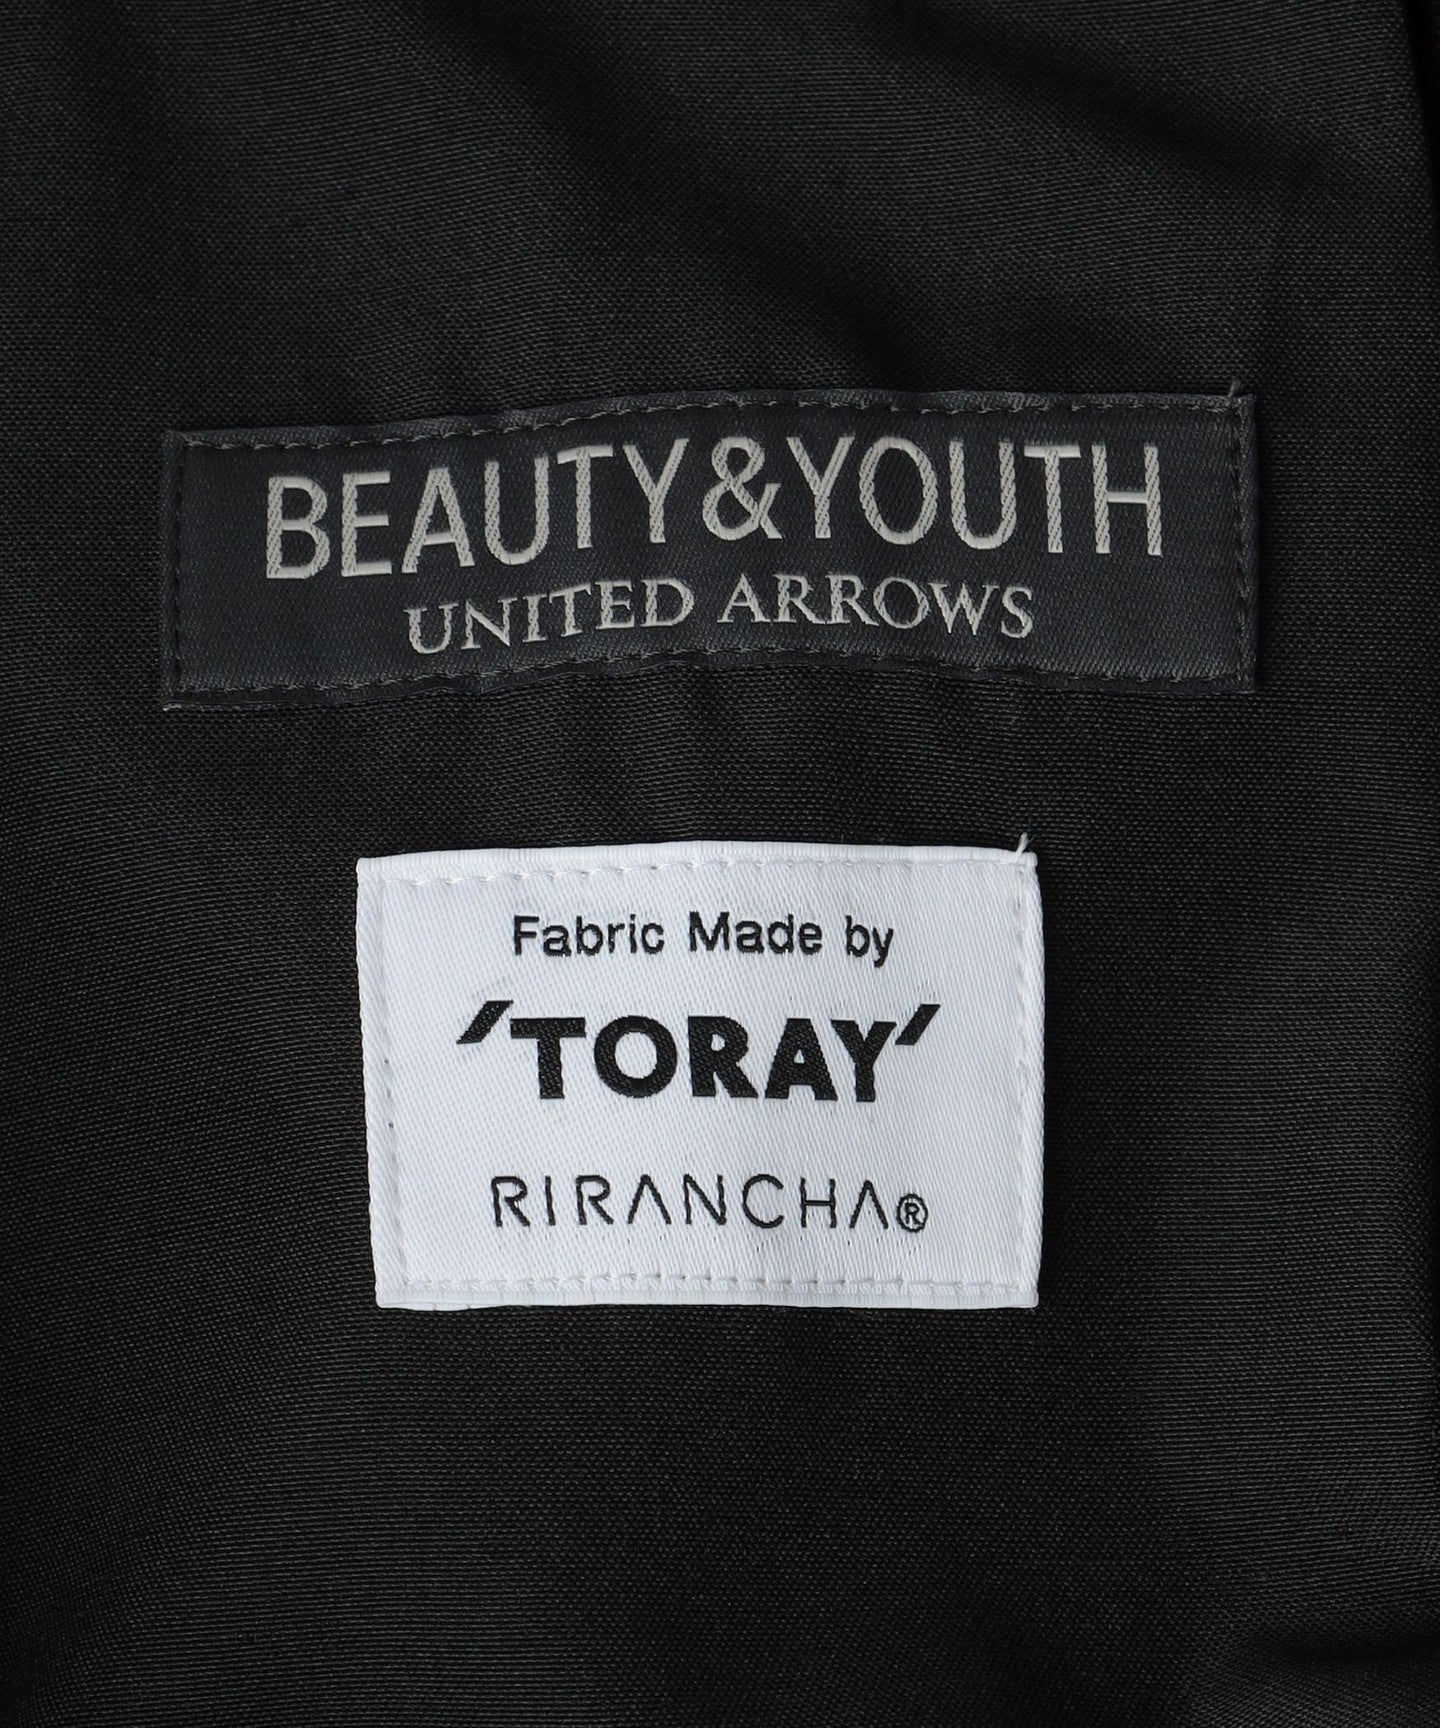 BEAUTY&YOUTH
UNITED ARROWS
Fabric Made by
'TORAY'
RIRANCHA®